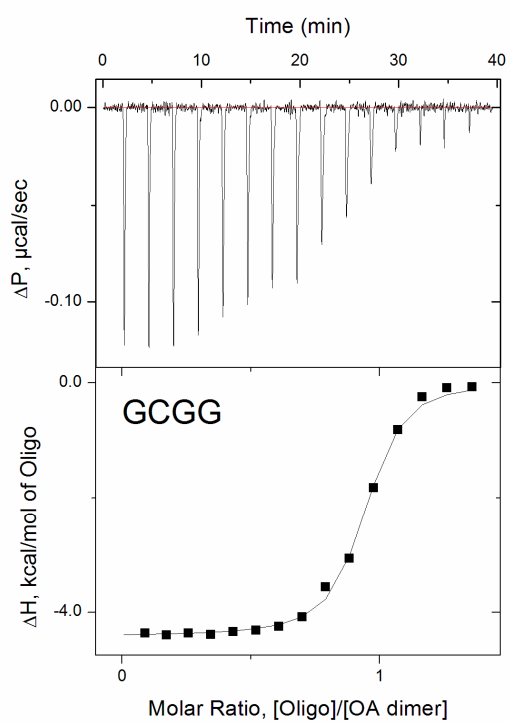 Time (min)
0 10 20 30 40
0.00
-0.10
ΔP, µcal/sec
0.0
-4.0
GCGG
ΔH, kcal/mol of Oligo
0 1
Molar Ratio, [Oligo]/[OA dimer]